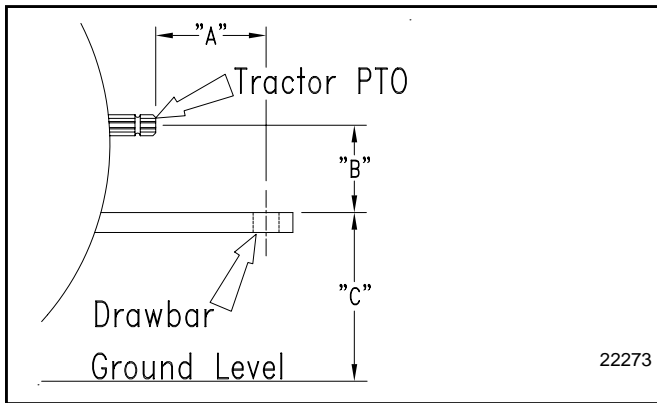 "A"
Tractor PTO
"B"
"C"
Drawbar
Ground Level
22273